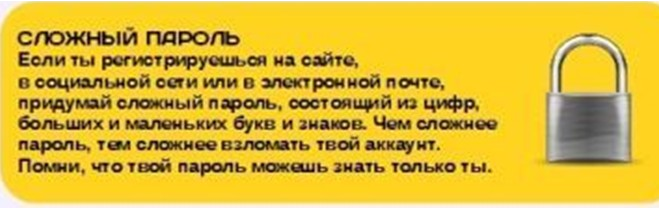 СЛОЖНЫЙ ПАРОЛЬ
Если ты регистрируешься на сайте,
в социальной сети или в электронной почте,
придумай сложный пароль, состоящий из цифр,
больших и маленьких букв и знаков. Чем сложнее
пароль, тем сложнее взломать твой аккаунт.
Помни, что твой пароль можешь знать только ты.